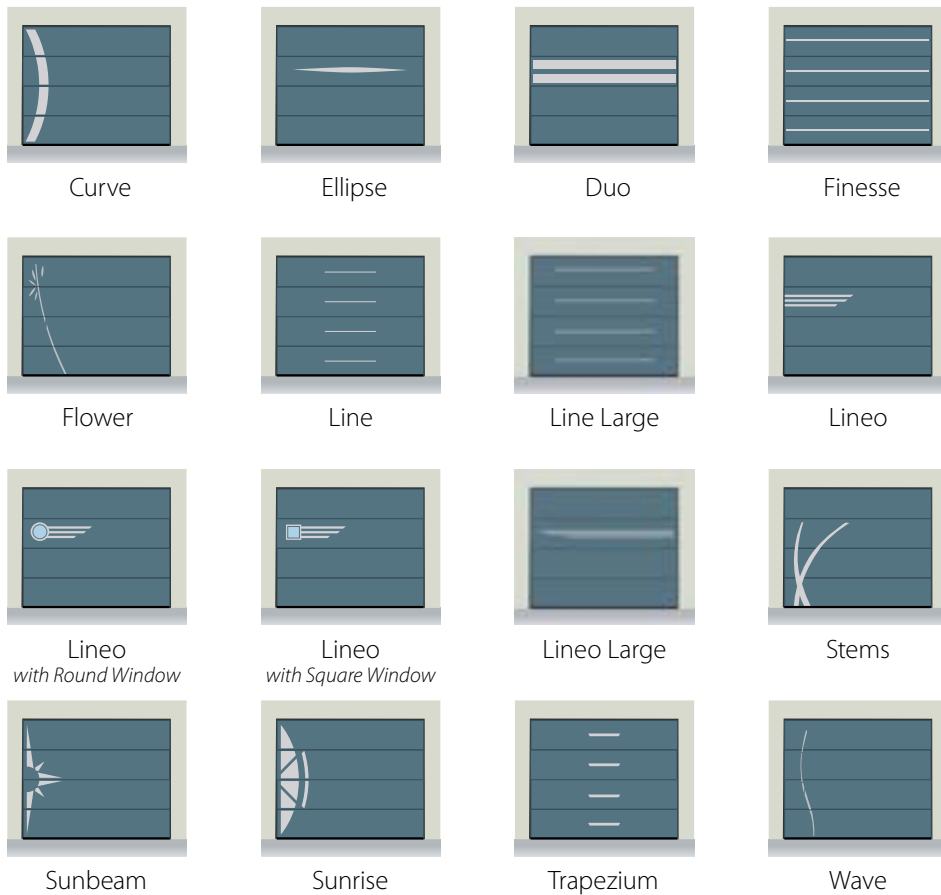 Curve
Ellipse
Duo
Finesse
Flower
Line
Line Large
Lineo
Lineo
with Round Window
Lineo
with Square Window
Lineo Large
Stems
Sunbeam
Sunrise
Trapezium
Wave